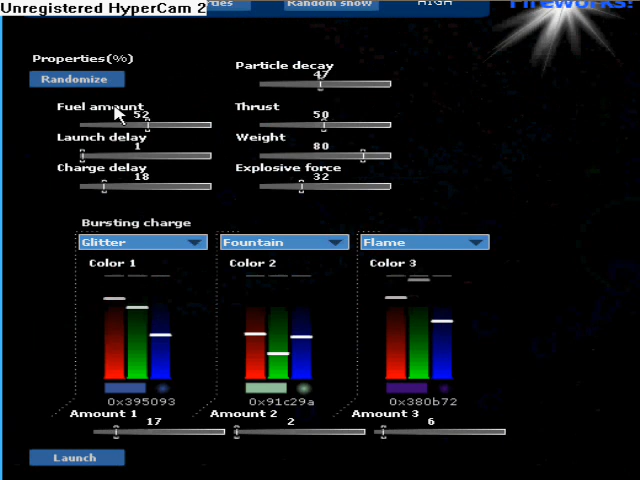 Unregistered HyperCam 2
Random show
HIGH
Fireworks!
Properties(%)
Randomize
Particle decay
47
Fuel amount
52
Thrust
50
Launch delay
1
Weight
80
Charge delay
18
Explosive force
32
Bursting charge
Glitter
Fountain
Flame
Color 1
Color 2
Color 3
0x395093
0x91c29a
0x380b72
Amount 1
17
Amount 2
2
Amount 3
6
Launch